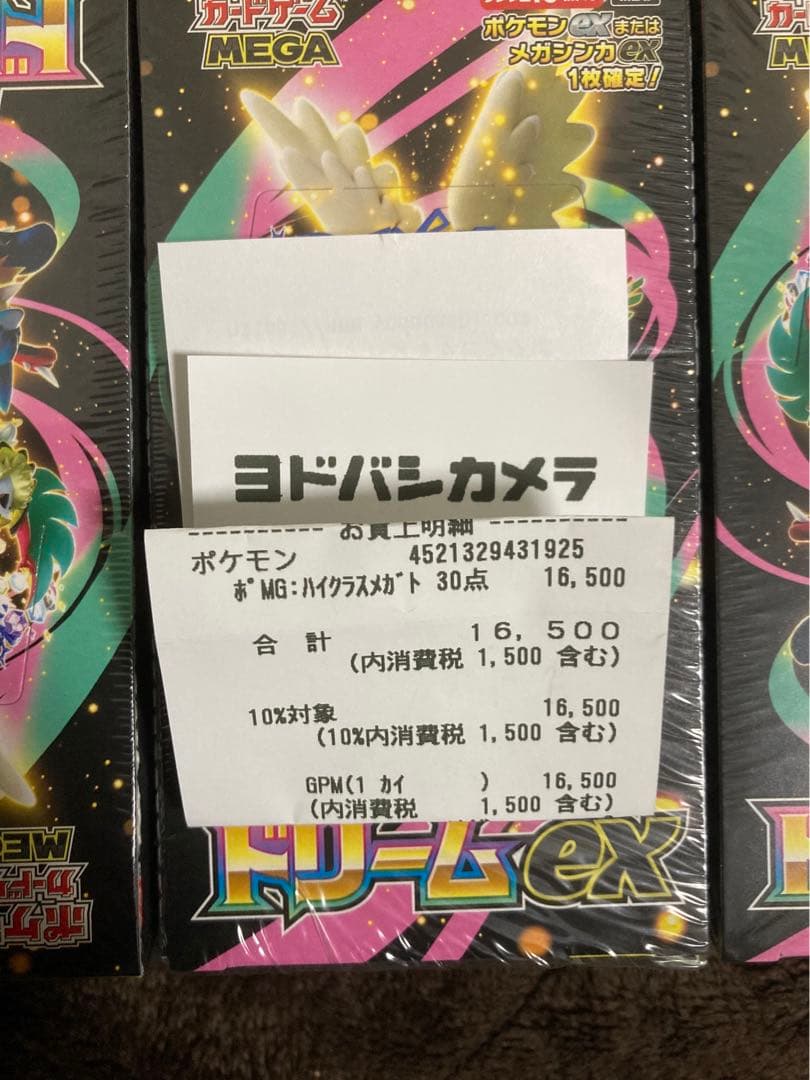 カードゲーム
MEGA
ポケモンexまたは
メガシンカex
1枚確定!
ヨドバシカメラ
お買上明細
ポケモン 4521329431925
ポMG:ハイクラスメガト 30点 16,500
合 計 16,500
(内消費税 1,500 含む)
10%対象 16,500
(10%内消費税 1,500 含む)
GPM(1 カイ ) 16,500
(内消費税 1,500 含む)
ドリームex
MEGA